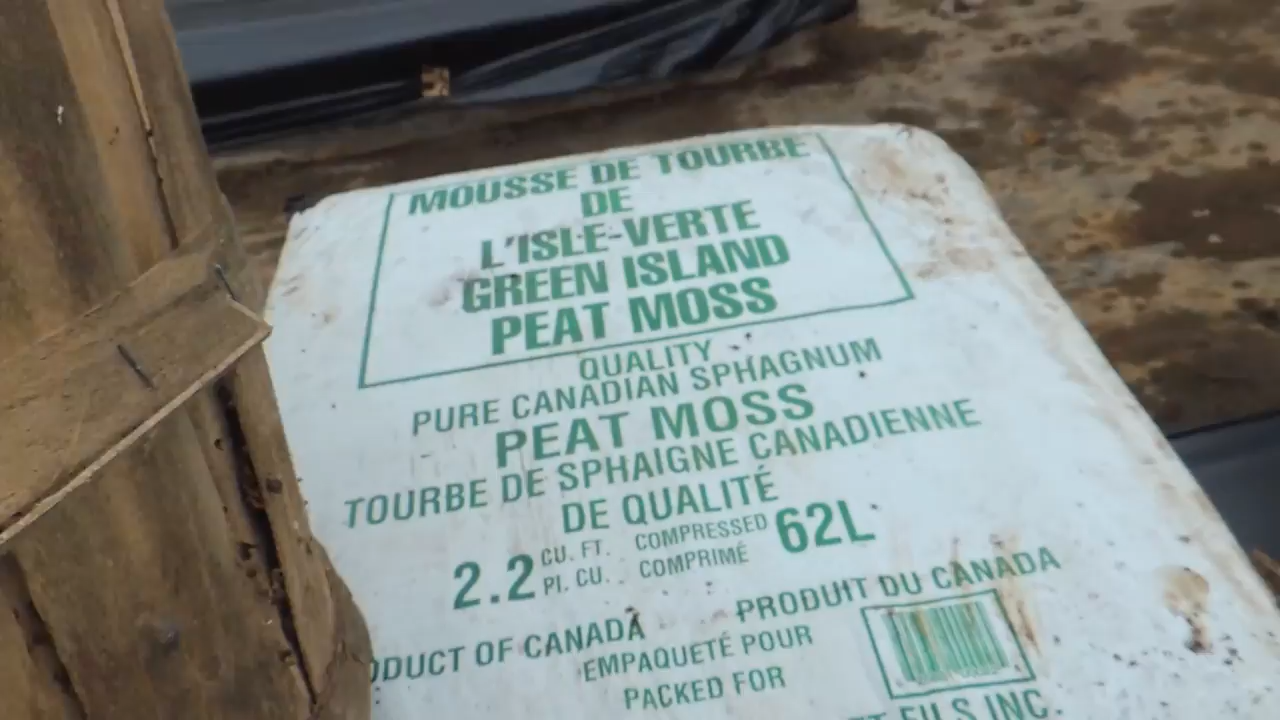 MOUSSE DE TOURBE
DE
L'ISLE-VERTE
GREEN ISLAND
PEAT MOSS
QUALITY
PURE CANADIAN SPHAGNUM
PEAT MOSS
TOURBE DE SPHAIGNE CANADIENNE
DE QUALITÉ
2.2 CU. FT. COMPRESSED 62L
PI. CU. COMPRIMÉ
PRODUIT DU CANADA
ODUCT OF CANADA
EMPAQUETÉ POUR
PACKED FOR
ET FILS INC.